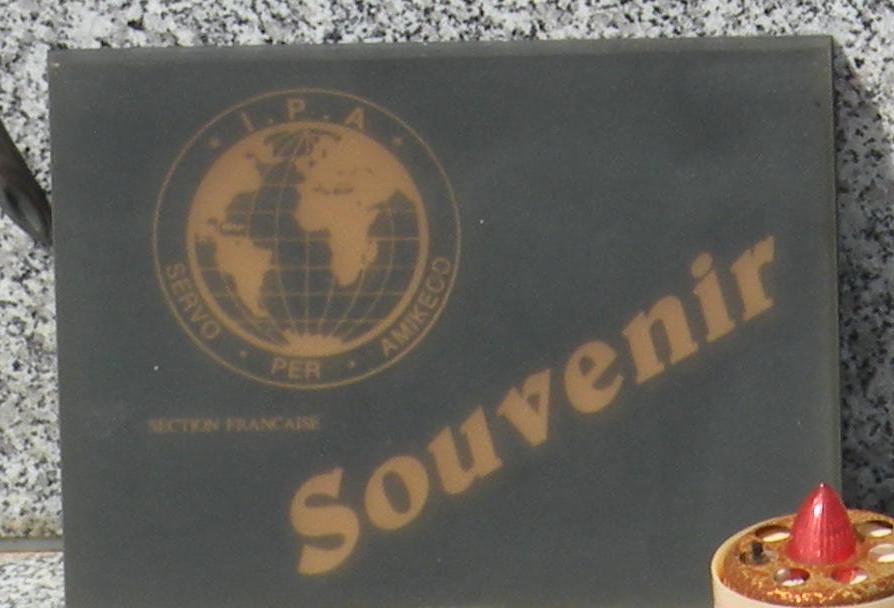 I.P.A
SERVO · PER · AMIKECO
SECTION FRANCAISE
Souvenir